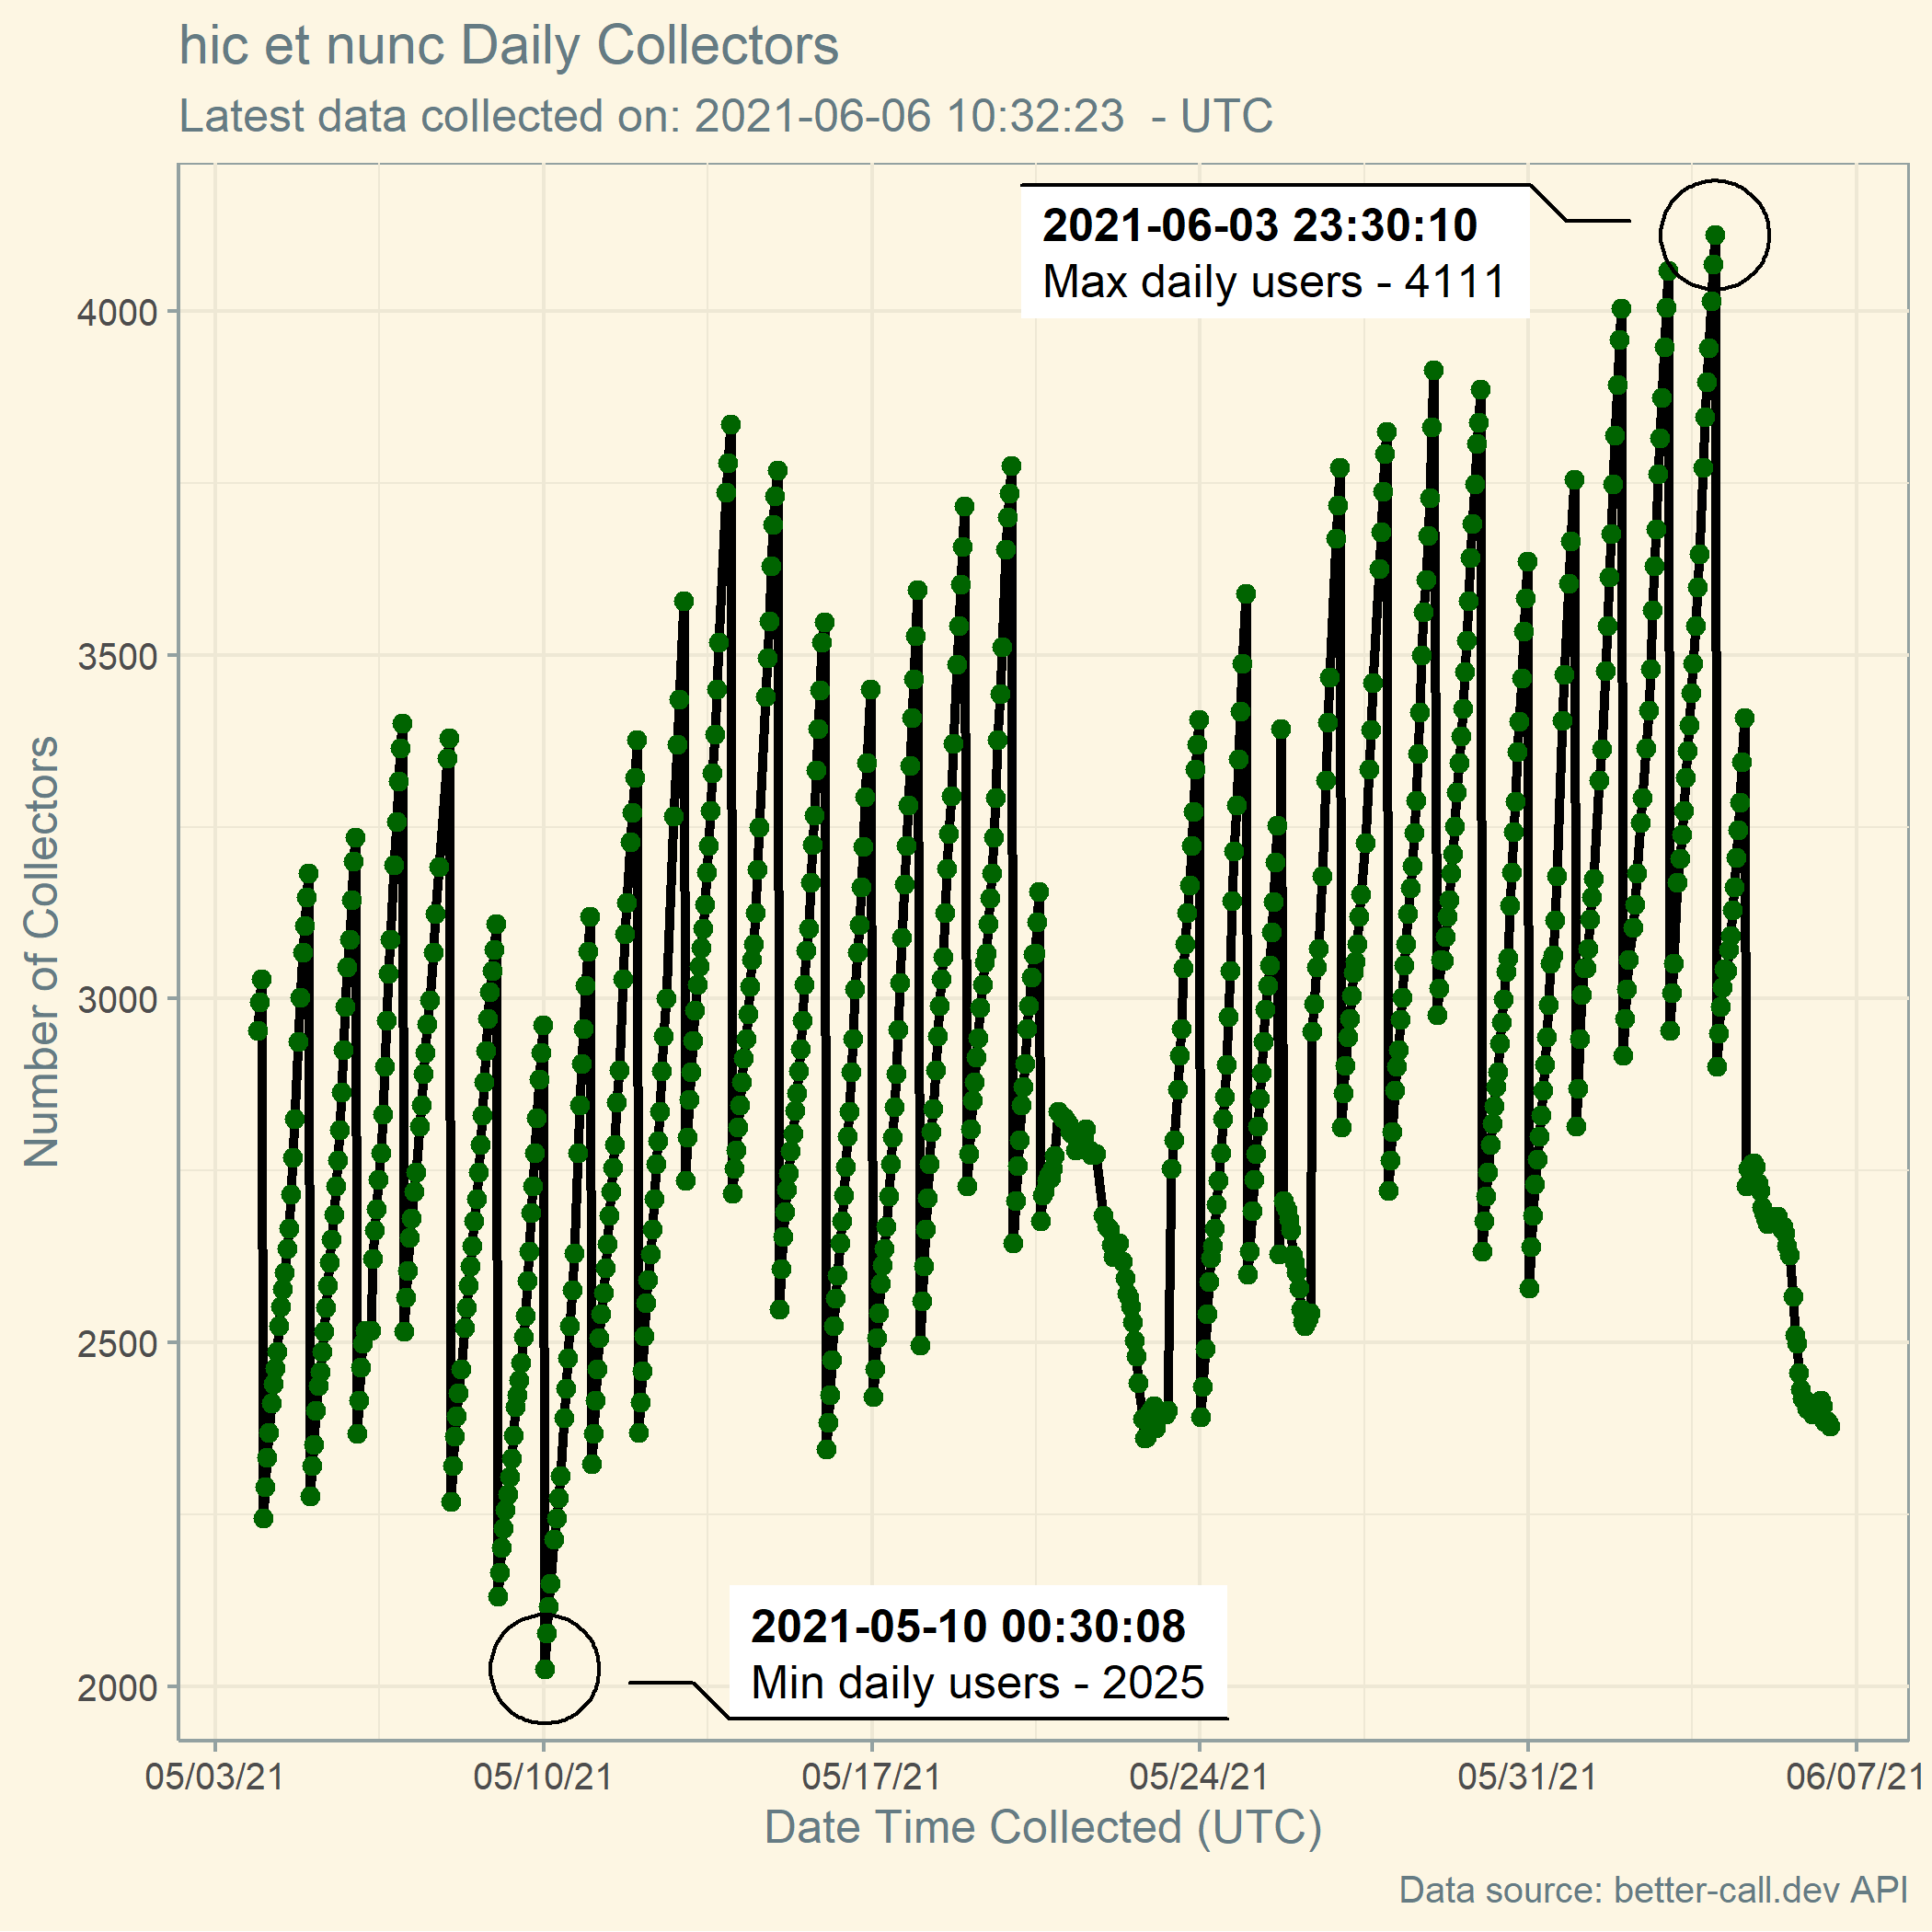 hic et nunc Daily Collectors
Latest data collected on: 2021-06-06 10:32:23  - UTC
2021-06-03 23:30:10
Max daily users - 4111
4000
3500
3000
2500
2000
Number of Collectors
2021-05-10 00:30:08
Min daily users - 2025
05/03/21
05/10/21
05/17/21
05/24/21
05/31/21
06/07/21
Date Time Collected (UTC)
Data source: better-call.dev API